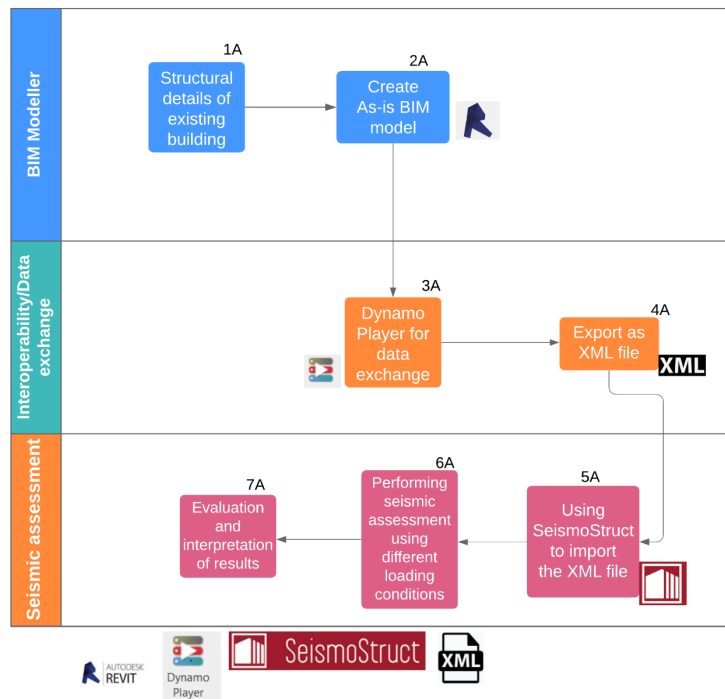 BIM Modeller
1A
Structural
details of
existing
building
2A
Create
As-is BIM
model
Interoperability/Data
exchange
3A
Dynamo
Player for
data
exchange
4A
Export as
XML file
XML
Seismic assessment
7A
Evaluation
and
interpretation
of results
6A
Performing
seismic
assessment
using
different
loading
conditions
5A
Using
SeismoStruct
to import
the XML file
AUTODESK
REVIT
Dynamo
Player
SeismoStruct
XML